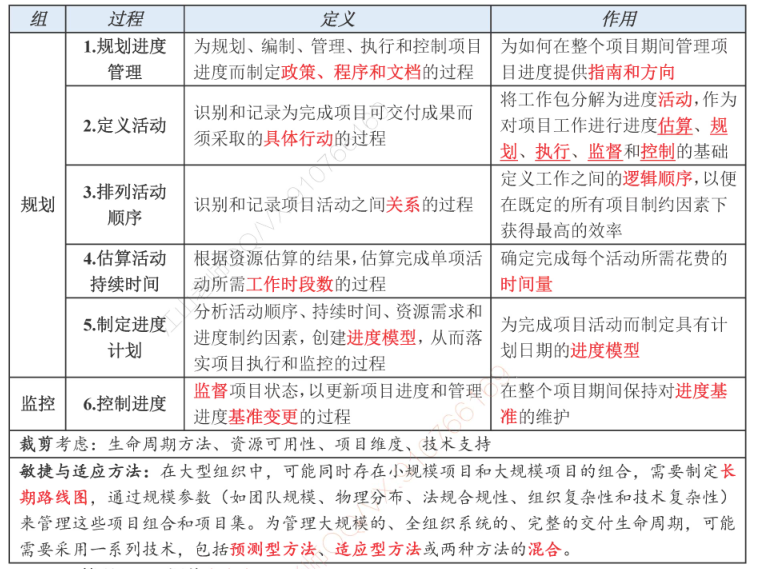 组 过程 定义 作用
规划
1.规划进度
管理
为规划、编制、管理、执行和控制项目
进度而制定政策、程序和文档的过程
为如何在整个项目期间管理项
目进度提供指南和方向
2.定义活动
识别和记录为完成项目可交付成果而
须采取的具体行动的过程
将工作包分解为进度活动，作为
对项目工作进行进度估算、规
划、执行、监督和控制的基础
3.排列活动
顺序
识别和记录项目活动之间关系的过程
定义工作之间的逻辑顺序，以便
在既定的所有项目制约因素下
获得最高的效率
4.估算活动
持续时间
根据资源估算的结果，估算完成单项活
动所需工作时段数的过程
确定完成每个活动所需花费的
时间量
5.制定进度
计划
分析活动顺序、持续时间、资源需求和
进度制约因素，创建进度模型，从而落
实项目执行和监控的过程
为完成项目活动而制定具有计
划日期的进度模型
监控
6.控制进度
监督项目状态，以更新项目进度和管理
进度基准变更的过程
在整个项目期间保持对进度基
准的维护
裁剪考虑：生命周期方法、资源可用性、项目维度、技术支持
敏捷与适应方法：在大型组织中，可能同时存在小规模项目和大规模项目的组合，需要制定长
期路线图，通过规模参数（如团队规模、物理分布、法规合规性、组织复杂性和技术复杂性）
来管理这些项目组合和项目集。为管理大规模的、全组织系统的、完整的交付生命周期，可能
需要采用一系列技术，包括预测型方法、适应型方法或两种方法的混合。